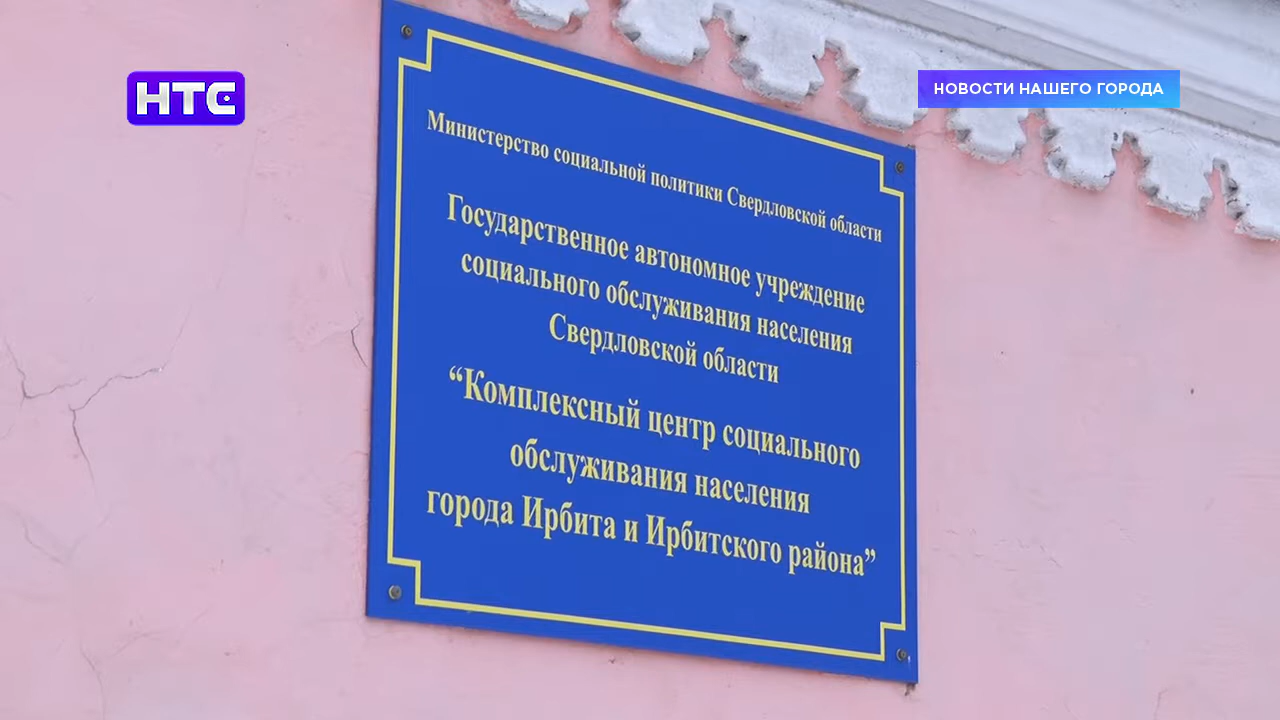 НТС
НОВОСТИ НАШЕГО ГОРОДА
Министерство социальной политики Свердловской области
Государственное автономное учреждение
социального обслуживания населения
Свердловской области
“Комплексный центр социального
обслуживания населения
города Ирбита и Ирбитского района”